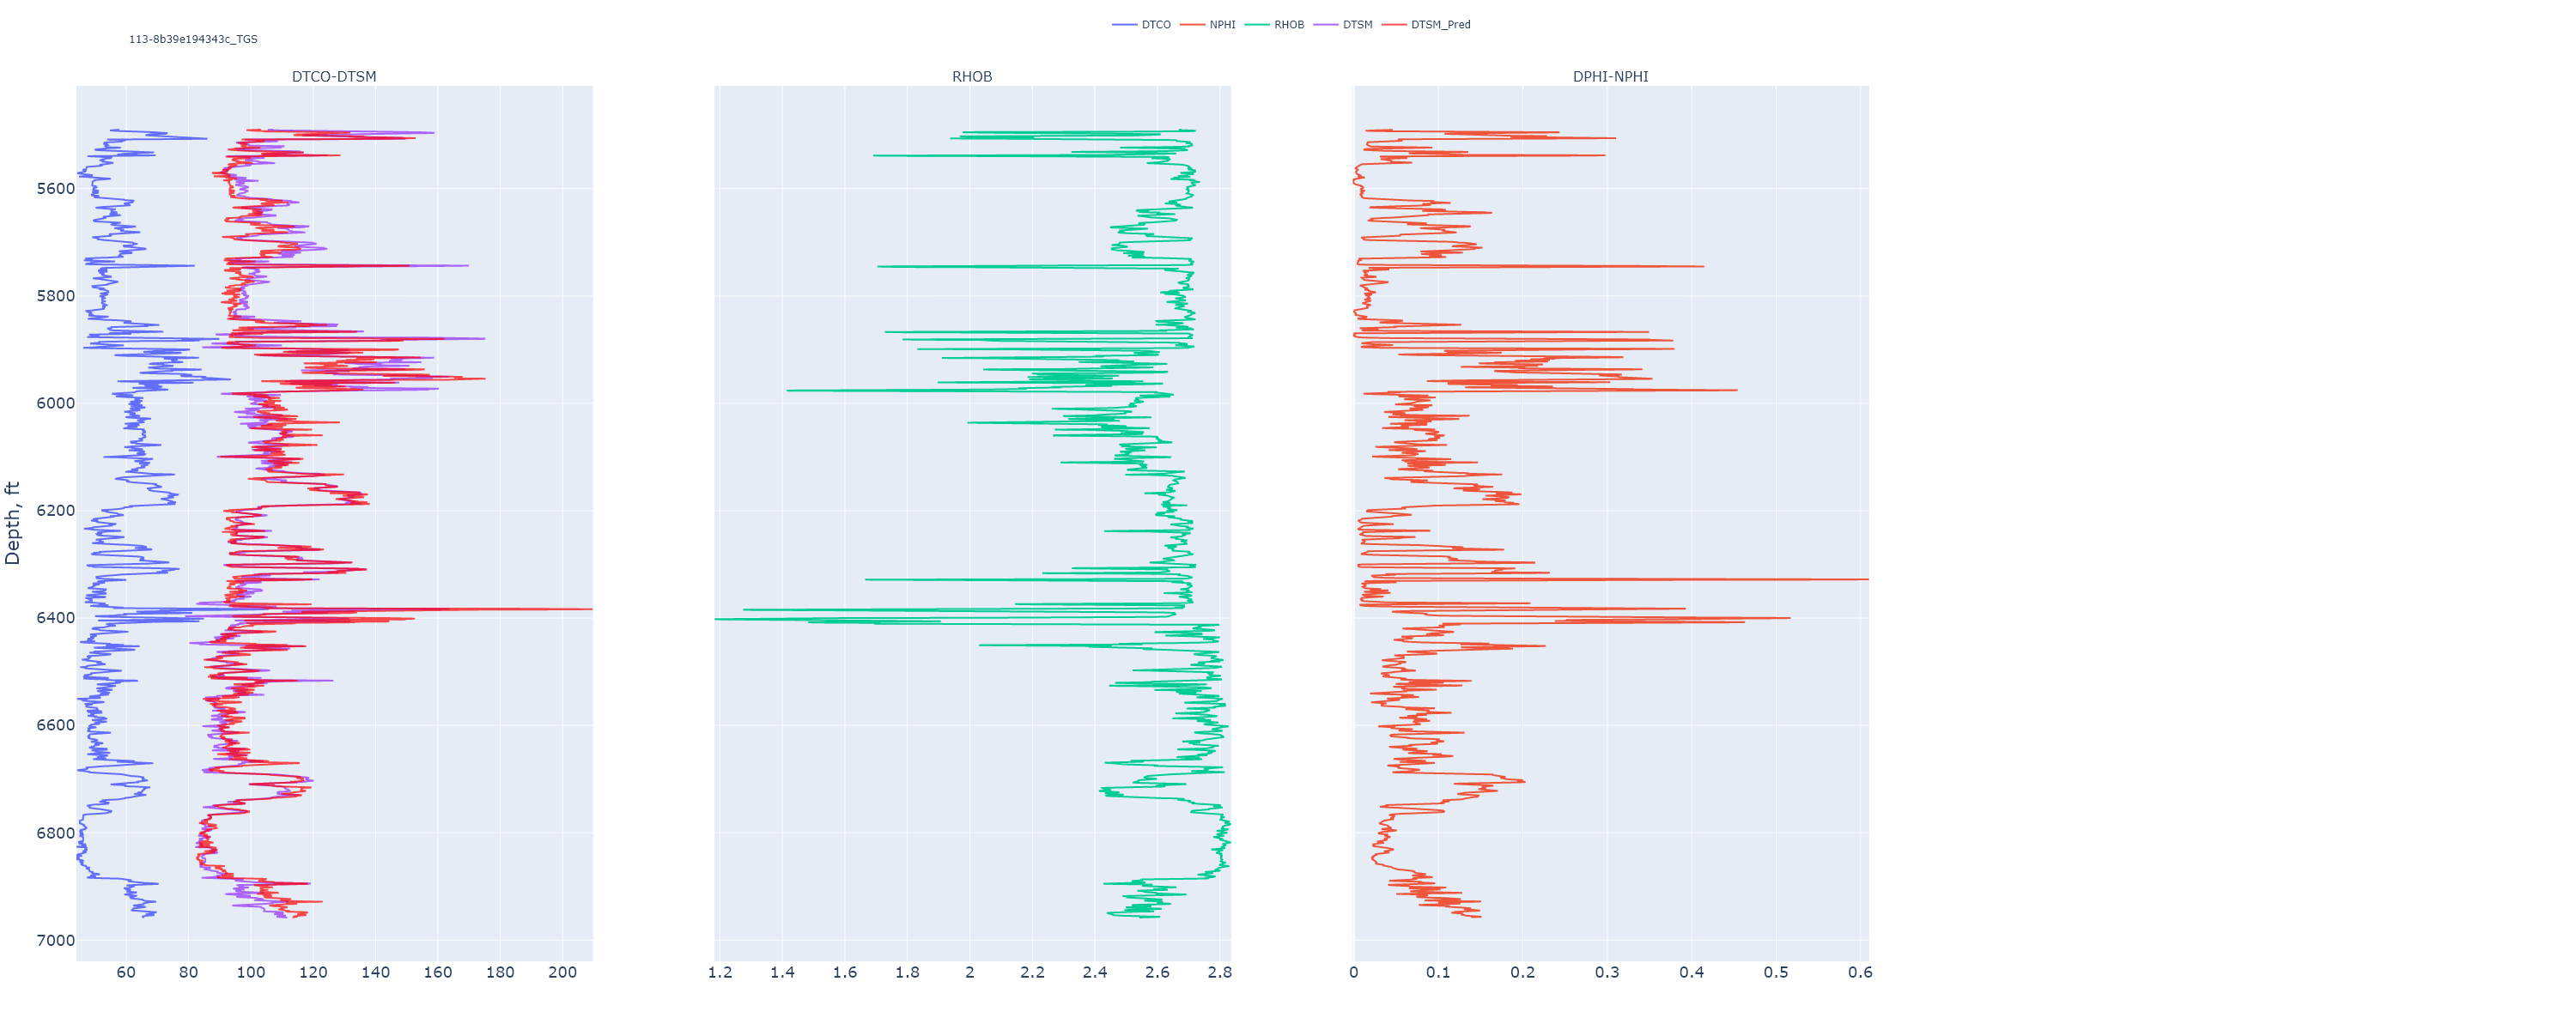 DTCO NPHI RHOB DTSM DTSM_Pred
113-8b39e194343c_TGS
DTCO-DTSM RHOB DPHI-NPHI
Depth, ft
5600
5800
6000
6200
6400
6600
6800
7000
60 80 100 120 140 160 180 200
1.2 1.4 1.6 1.8 2 2.2 2.4 2.6 2.8
0 0.1 0.2 0.3 0.4 0.5 0.6